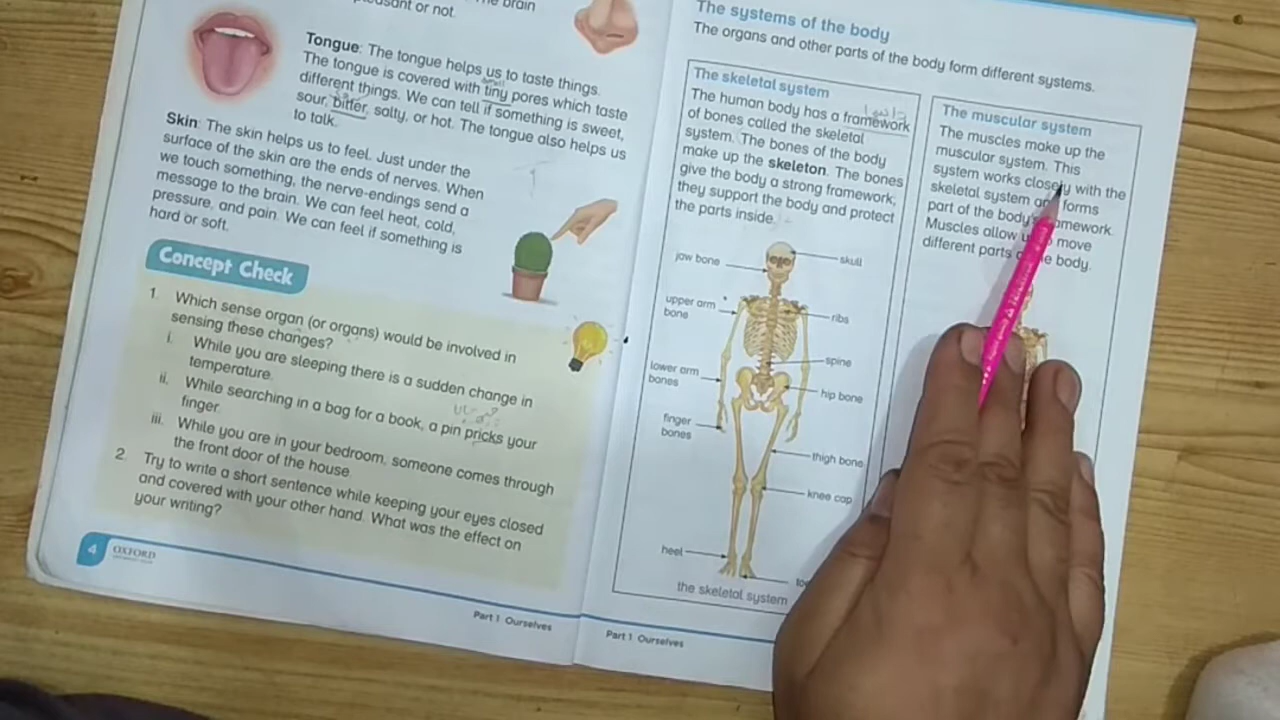 The brain
pleasant or not.
Tongue: The tongue helps us to taste things.
The tongue is covered with tiny pores which taste
different things. We can tell if something is sweet,
sour, bitter, salty, or hot. The tongue also helps us
to talk.
Skin: The skin helps us to feel. Just under the
surface of the skin are the ends of nerves. When
we touch something, the nerve-endings send a
message to the brain. We can feel heat, cold,
pressure, and pain. We can feel if something is
hard or soft.
Concept Check
1. Which sense organ (or organs) would be involved in
sensing these changes?
i. While you are sleeping there is a sudden change in
temperature.
ii. While searching in a bag for a book, a pin pricks your
finger.
iii. While you are in your bedroom, someone comes through
the front door of the house.
2. Try to write a short sentence while keeping your eyes closed
and covered with your other hand. What was the effect on
your writing?
4 OXFORD
Part 1 Ourselves
The systems of the body
The organs and other parts of the body form different systems.
The skeletal system
The human body has a framework
of bones called the skeletal
system. The bones of the body
make up the skeleton. The bones
give the body a strong framework;
they support the body and protect
the parts inside.
jaw bone
skull
upper arm
bone
ribs
spine
lower arm
bones
hip bone
finger
bones
thigh bone
knee cap
heel
the skeletal system
The muscular system
The muscles make up the
muscular system. This
system works closely with the
skeletal system and forms
part of the body's framework.
Muscles allow us to move
different parts of the body.
Part 1 Ourselves